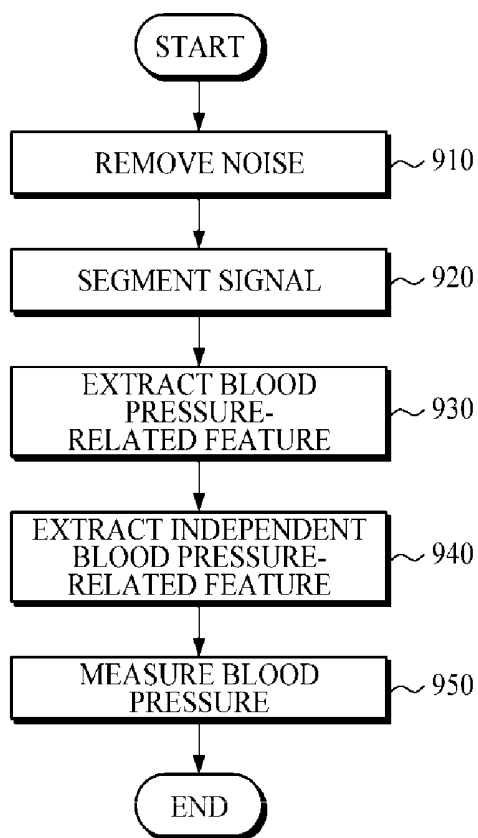 START
REMOVE NOISE
910
SEGMENT SIGNAL
920
EXTRACT BLOOD
PRESSURE-
RELATED FEATURE
930
EXTRACT INDEPENDENT
BLOOD PRESSURE-
RELATED FEATURE
940
MEASURE BLOOD
PRESSURE
950
END